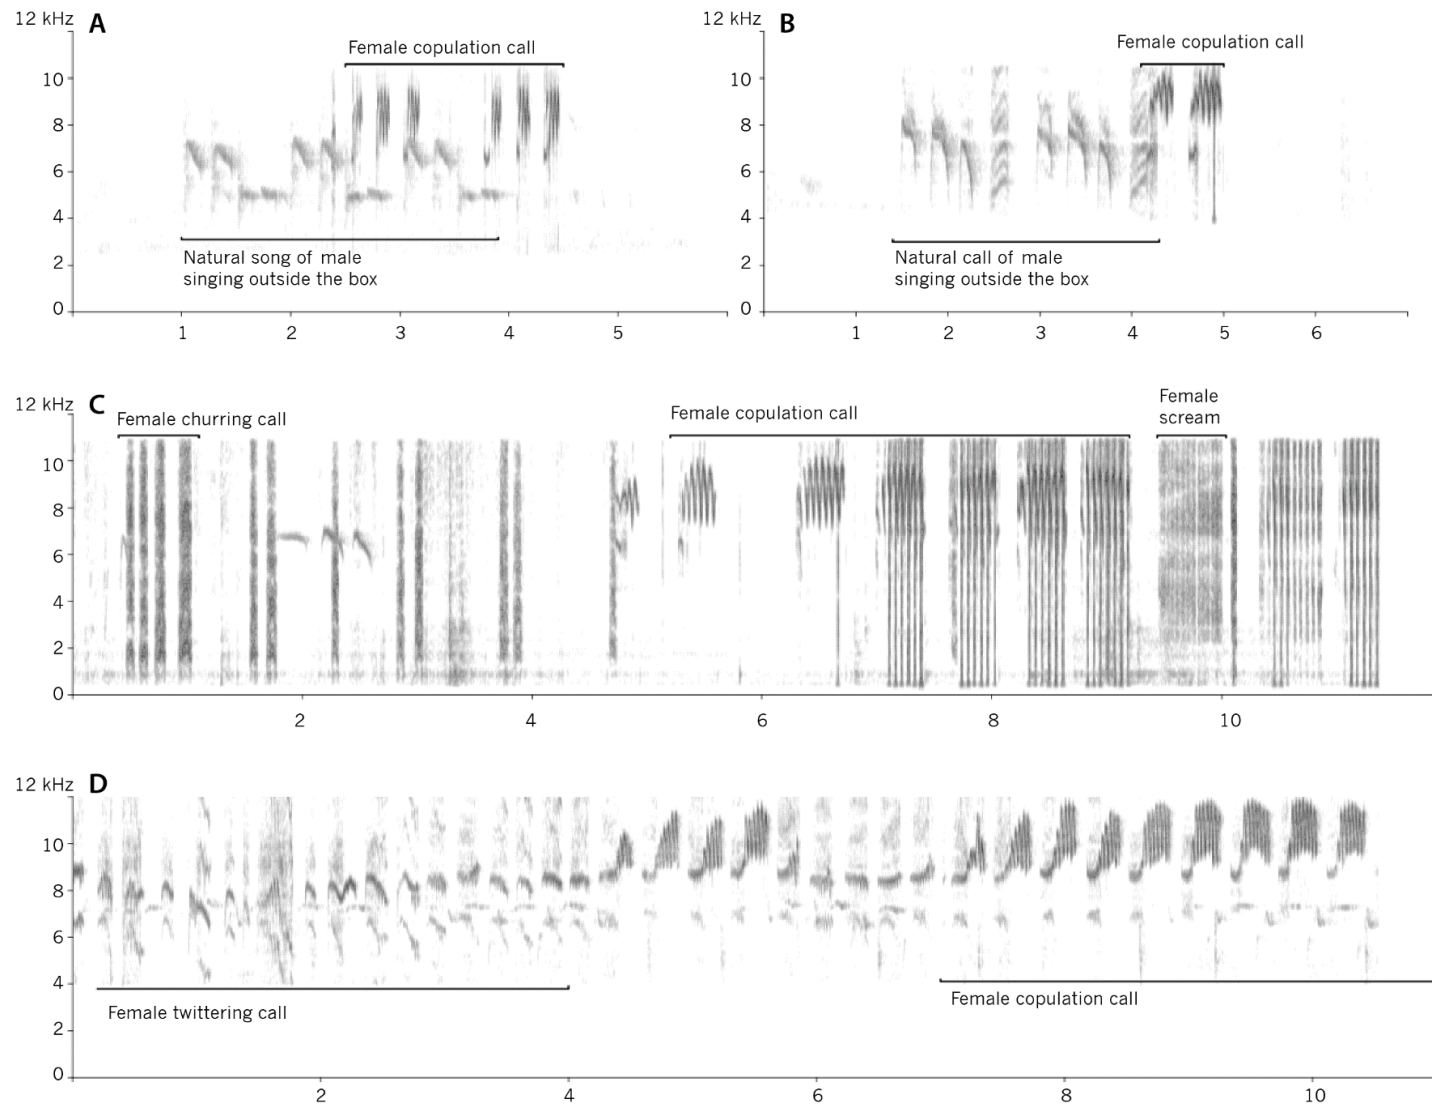 12 kHz A
Female copulation call
10
8
6
4
2
0
Natural song of male
singing outside the box
1 2 3 4 5
12 kHz B
Female copulation call
10
8
6
4
2
0
Natural call of male
singing outside the box
1 2 3 4 5 6
12 kHz C
Female churring call
Female copulation call
Female
scream
10
8
6
4
2
0
2 4 6 8 10
12 kHz D
10
8
6
4
2
0
Female twittering call
Female copulation call
2 4 6 8 10